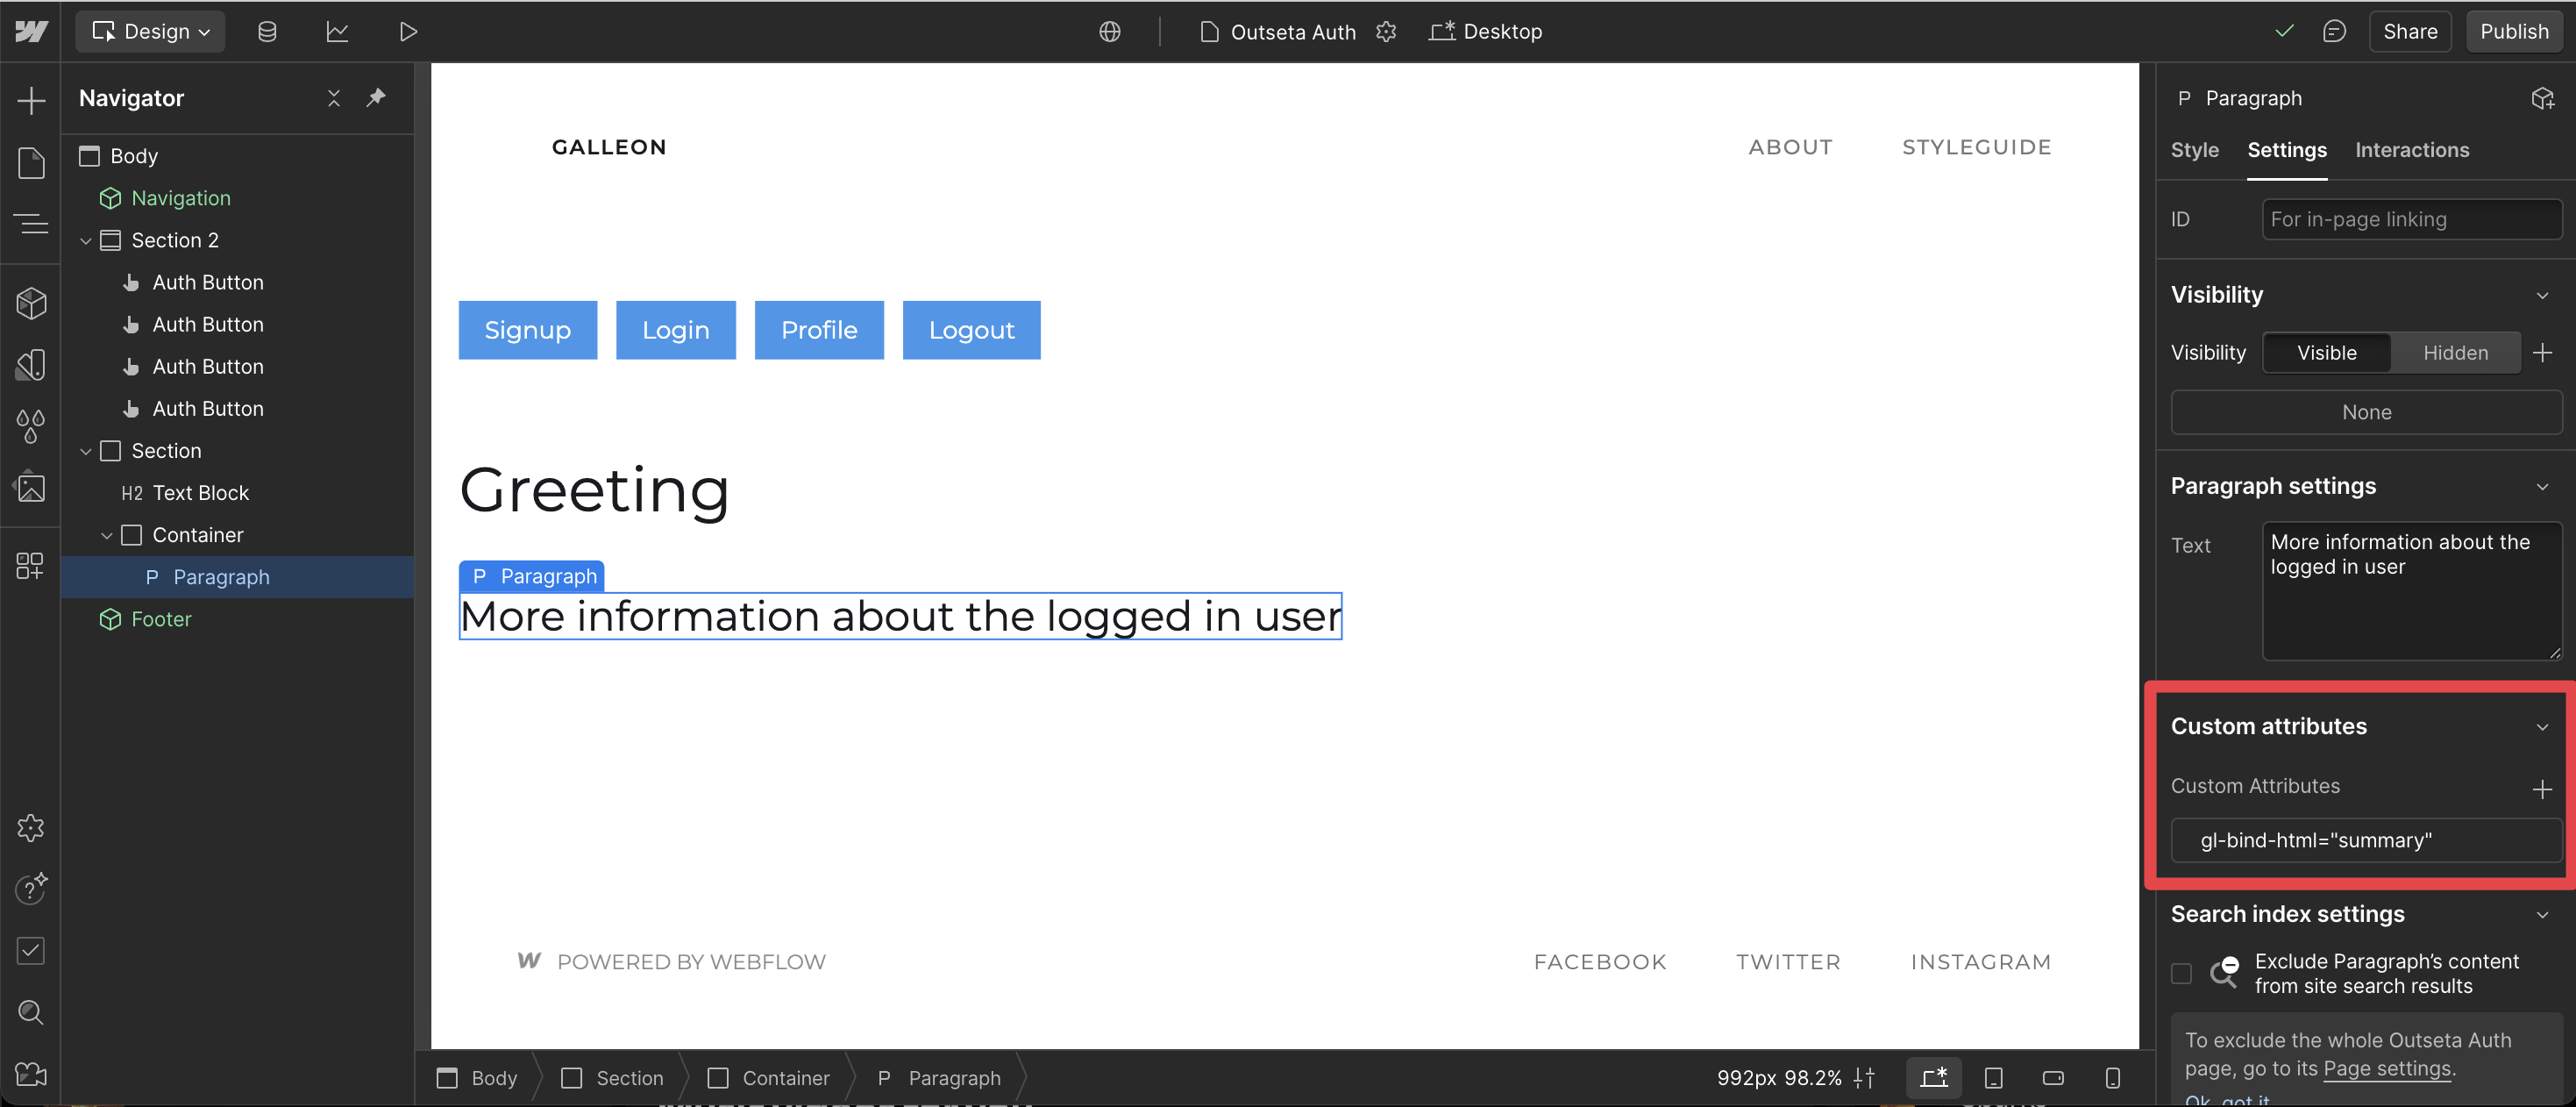 Design
Outseta Auth
Desktop
Share
Publish
Navigator
Body
Navigation
Section 2
Auth Button
Auth Button
Auth Button
Auth Button
Section
H2 Text Block
Container
P Paragraph
Footer
GALLEON
ABOUT
STYLEGUIDE
Signup
Login
Profile
Logout
Greeting
P Paragraph
More information about the logged in user
W POWERED BY WEBFLOW
FACEBOOK
TWITTER
INSTAGRAM
Body
Section
Container
P Paragraph
992px 98.2%
P Paragraph
Style
Settings
Interactions
ID
For in-page linking
Visibility
Visibility
Visible
Hidden
None
Paragraph settings
Text
More information about the
logged in user
Custom attributes
Custom Attributes
gl-bind-html="summary"
Search index settings
Exclude Paragraph’s content
from site search results
To exclude the whole Outseta Auth
page, go to its Page settings.
Ok, got it